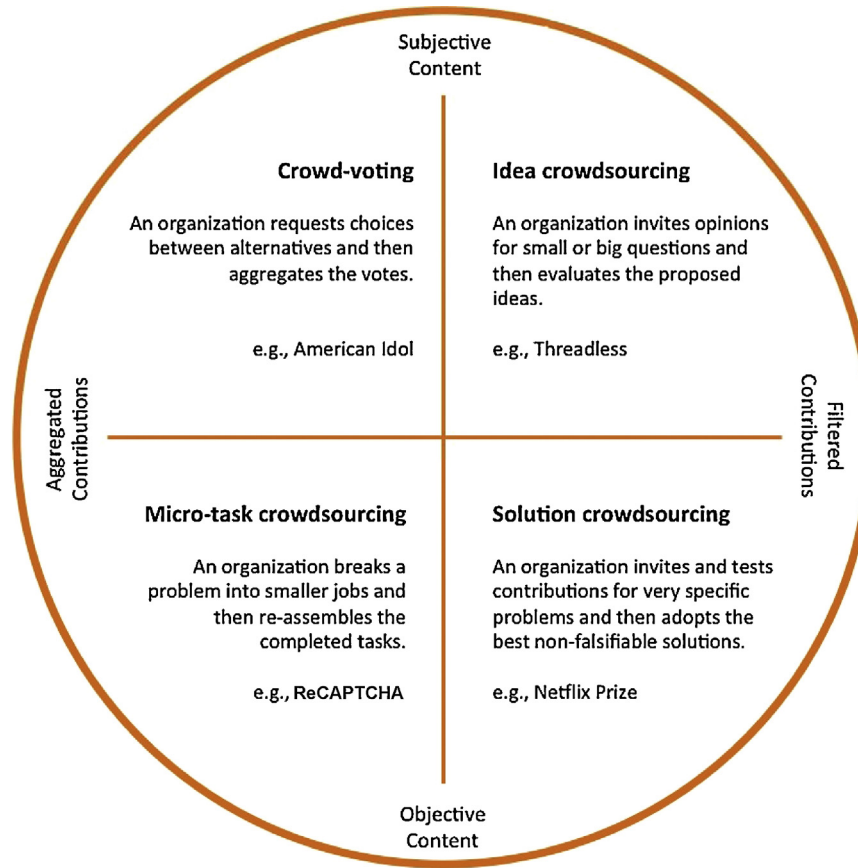 Subjective
Content
Crowd-voting
An organization requests choices
between alternatives and then
aggregates the votes.
e.g., American Idol
Idea crowdsourcing
An organization invites opinions
for small or big questions and
then evaluates the proposed
ideas.
e.g., Threadless
Aggregated
Contributions
Filtered
Contributions
Micro-task crowdsourcing
An organization breaks a
problem into smaller jobs and
then re-assembles the
completed tasks.
e.g., ReCAPTCHA
Solution crowdsourcing
An organization invites and tests
contributions for very specific
problems and then adopts the
best non-falsifiable solutions.
e.g., Netflix Prize
Objective
Content